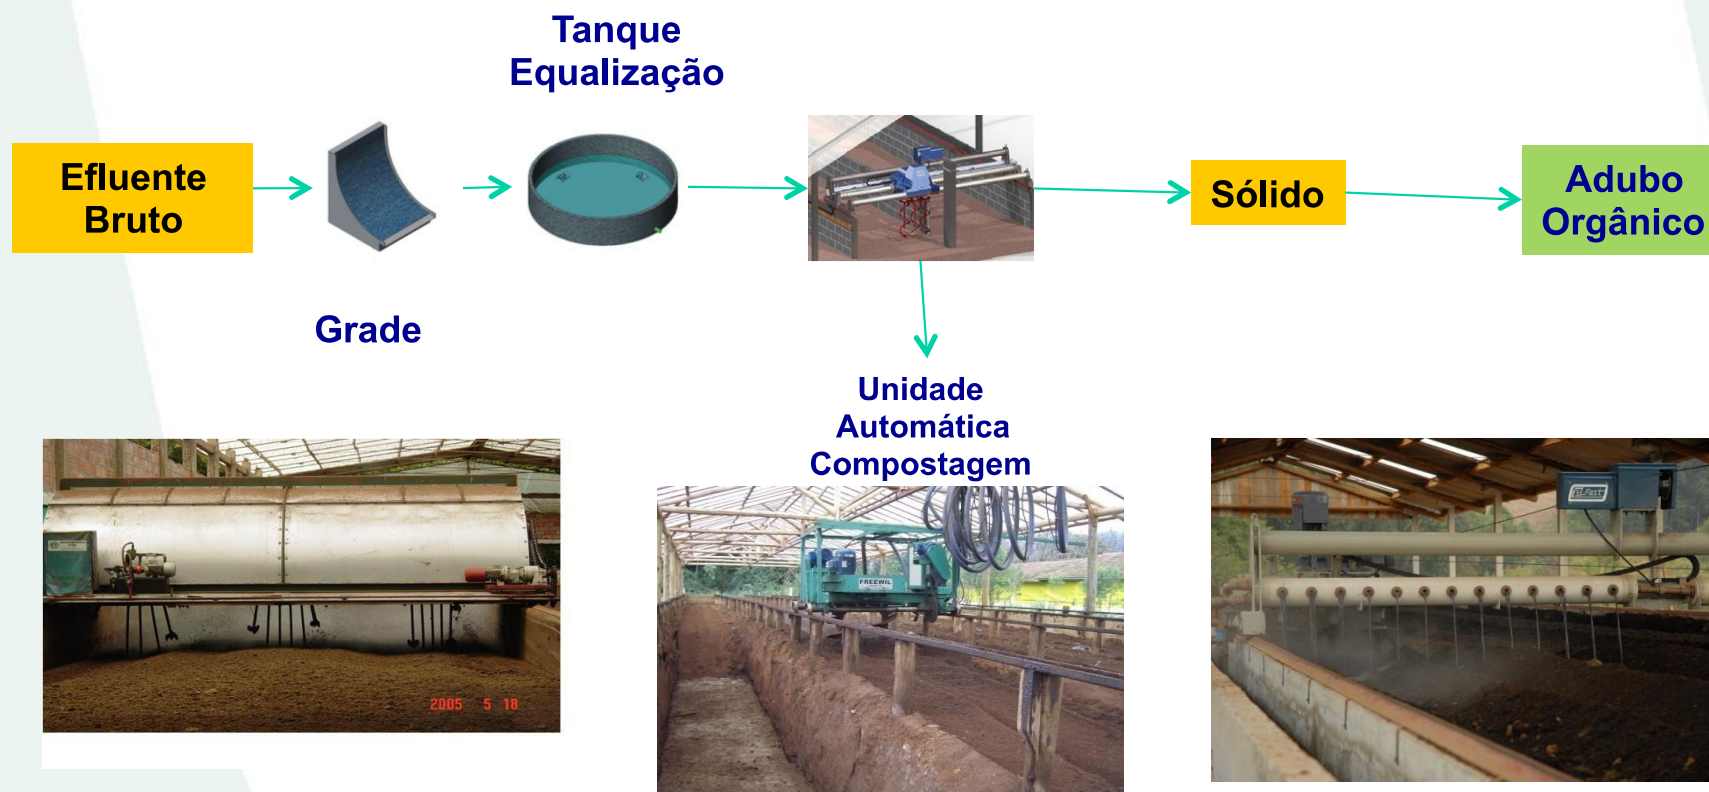 Tanque
Equalização
Efluente
Bruto
Sólido
Adubo
Orgânico
Grade
Unidade
Automática
Compostagem
2005 5 18
FREEWIL